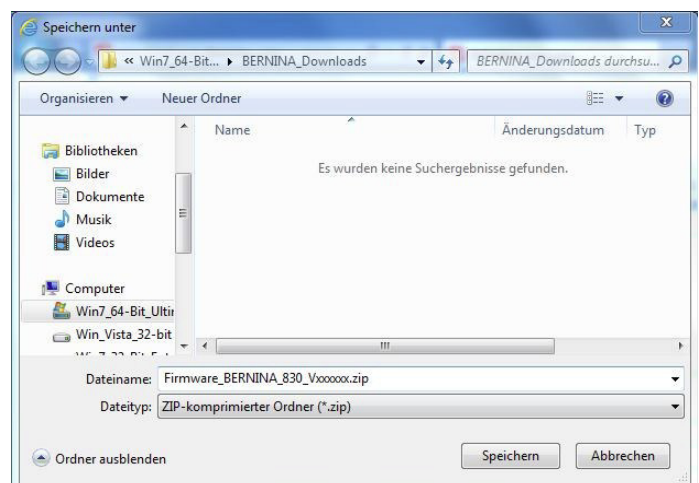 Speichern unter
« Win7_64-Bit... ▸ BERNINA_Downloads
BERNINA_Downloads durchsu...
Organisieren Neuer Ordner
Name Änderungsdatum Typ
Es wurden keine Suchergebnisse gefunden.
Bibliotheken
Bilder
Dokumente
Musik
Videos
Computer
Win7_64-Bit_Ultir
Win_Vista_32-bit
Dateiname: Firmware_BERNINA_830_Vxxxxxx.zip
Dateityp: ZIP-komprimierter Ordner (*.zip)
Ordner ausblenden Speichern Abbrechen